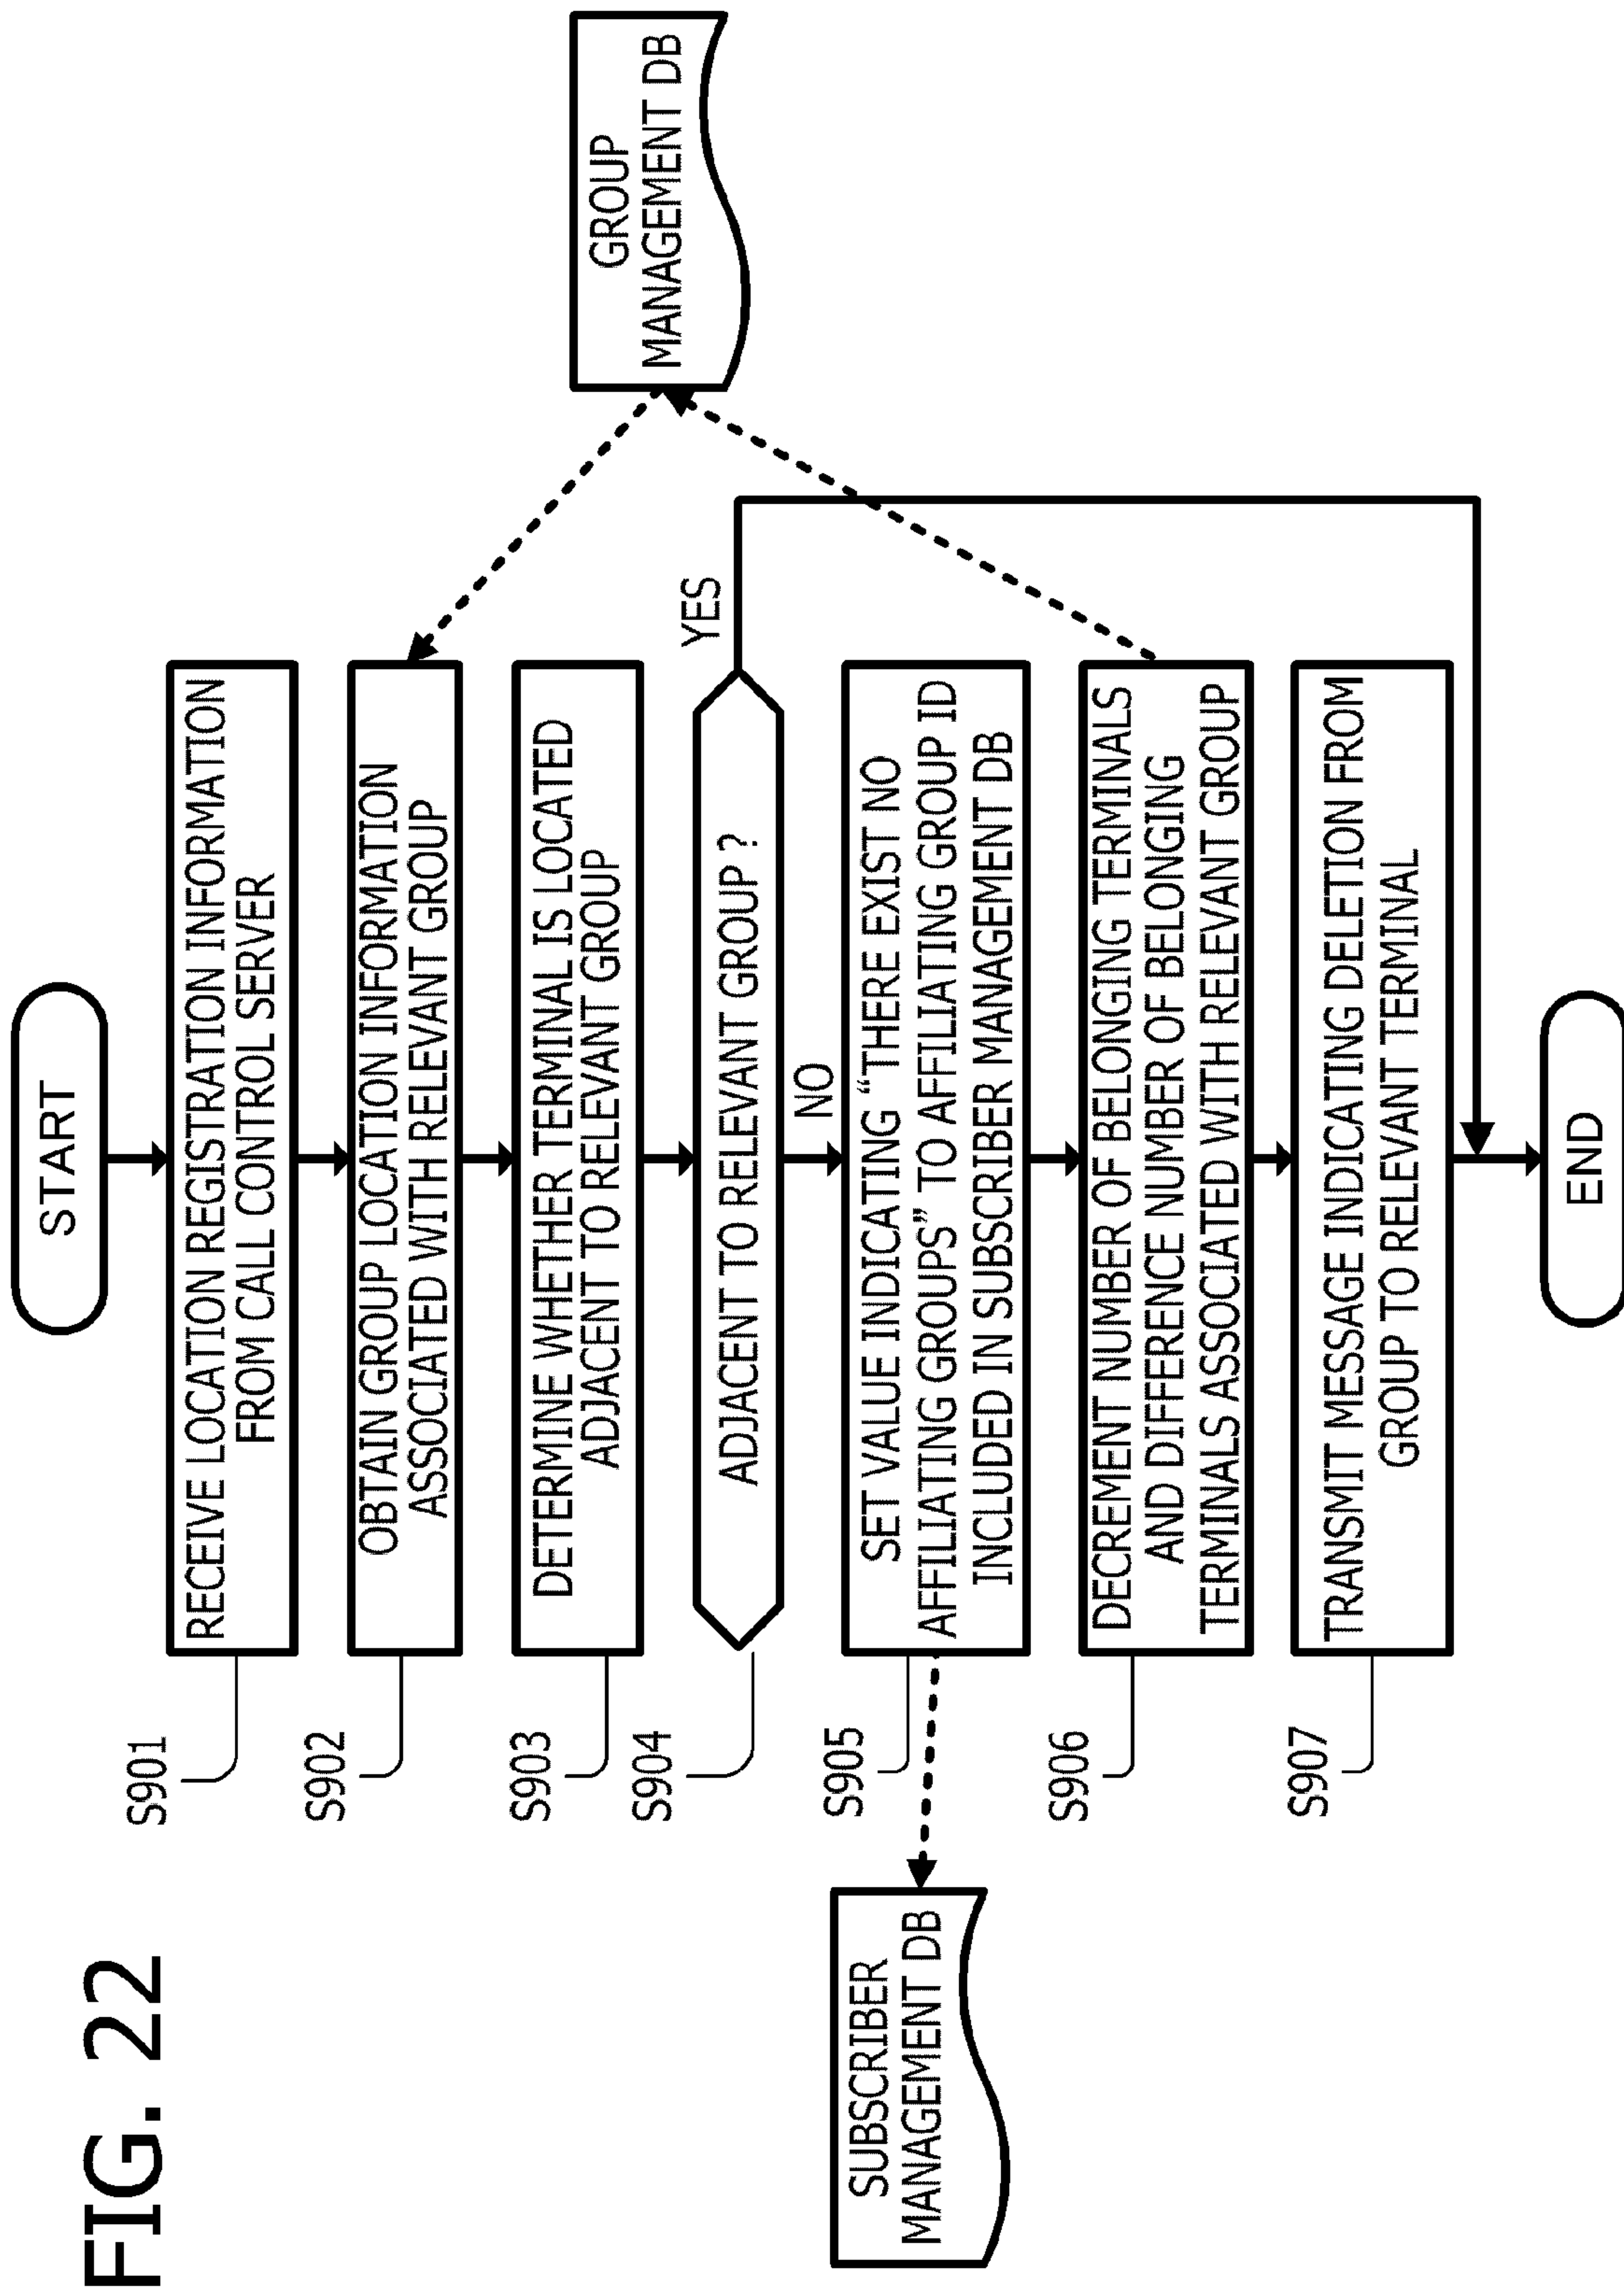 FIG. 22
START
S901
RECEIVE LOCATION REGISTRATION INFORMATION
FROM CALL CONTROL SERVER
S902
OBTAIN GROUP LOCATION INFORMATION
ASSOCIATED WITH RELEVANT GROUP
S903
DETERMINE WHETHER TERMINAL IS LOCATED
ADJACENT TO RELEVANT GROUP
GROUP
MANAGEMENT DB
S904
ADJACENT TO RELEVANT GROUP ?
YES
NO
SUBSCRIBER
MANAGEMENT DB
S905
SET VALUE INDICATING "THERE EXIST NO
AFFILIATING GROUPS" TO AFFILIATING GROUP ID
INCLUDED IN SUBSCRIBER MANAGEMENT DB
S906
DECREMENT NUMBER OF BELONGING TERMINALS
AND DIFFERENCE NUMBER OF BELONGING
TERMINALS ASSOCIATED WITH RELEVANT GROUP
S907
TRANSMIT MESSAGE INDICATING DELETION FROM
GROUP TO RELEVANT TERMINAL
END